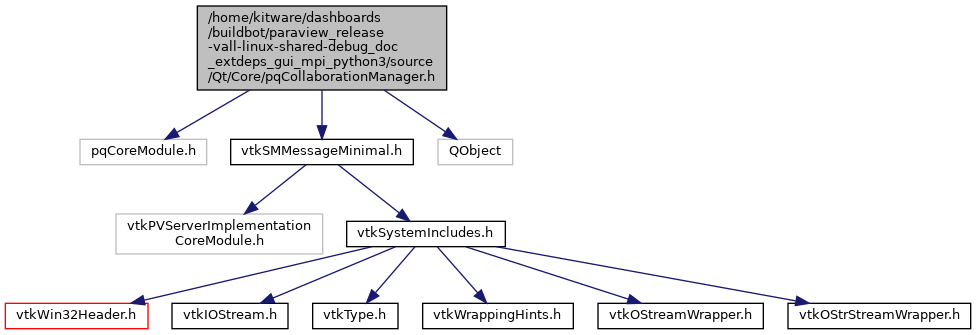 /home/kitware/dashboards
/buildbot/paraview_release
-vall-linux-shared-debug_doc
_extdeps_gui_mpi_python3/source
/Qt/Core/pqCollaborationManager.h
pqCoreModule.h
vtkSMMessageMinimal.h
QObject
vtkPVServerImplementation
CoreModule.h
vtkSystemIncludes.h
vtkWin32Header.h
vtkIOStream.h
vtkType.h
vtkWrappingHints.h
vtkOStreamWrapper.h
vtkOStrStreamWrapper.h